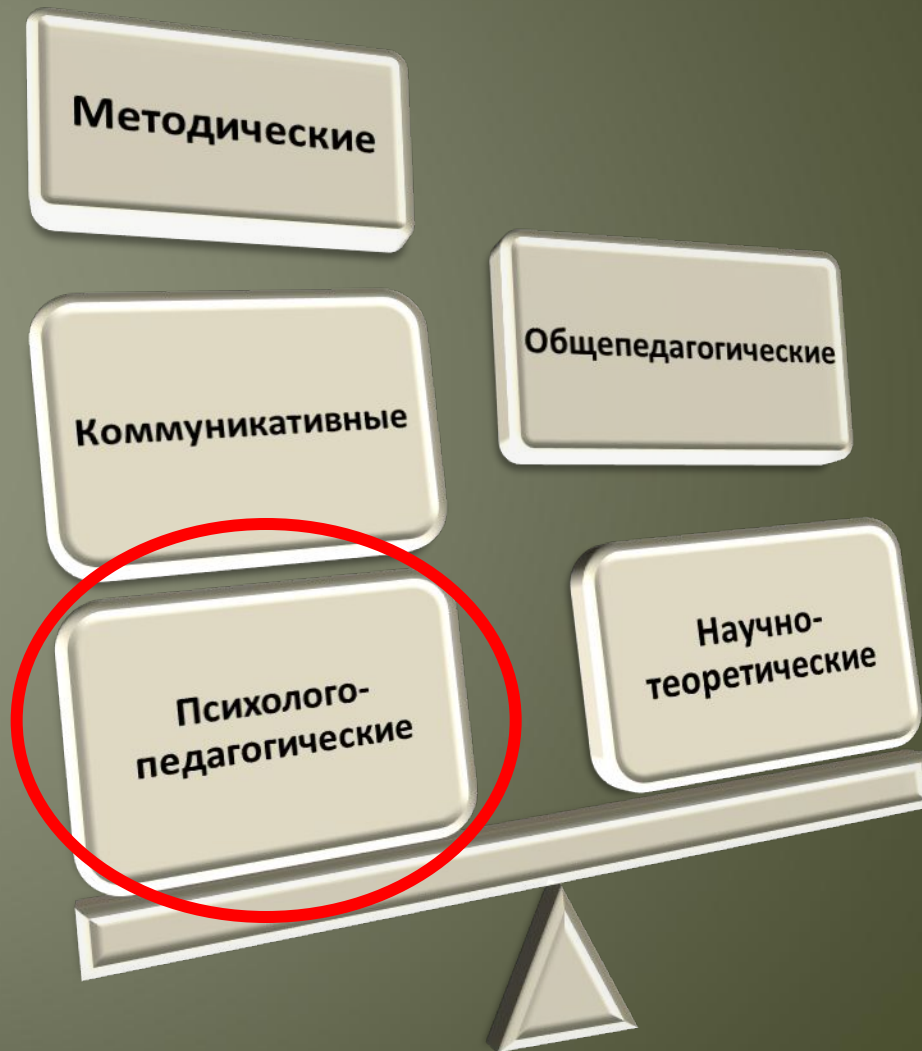 Методические
Коммуникативные
Психолого-
педагогические
Общепедагогические
Научно-
теоретические